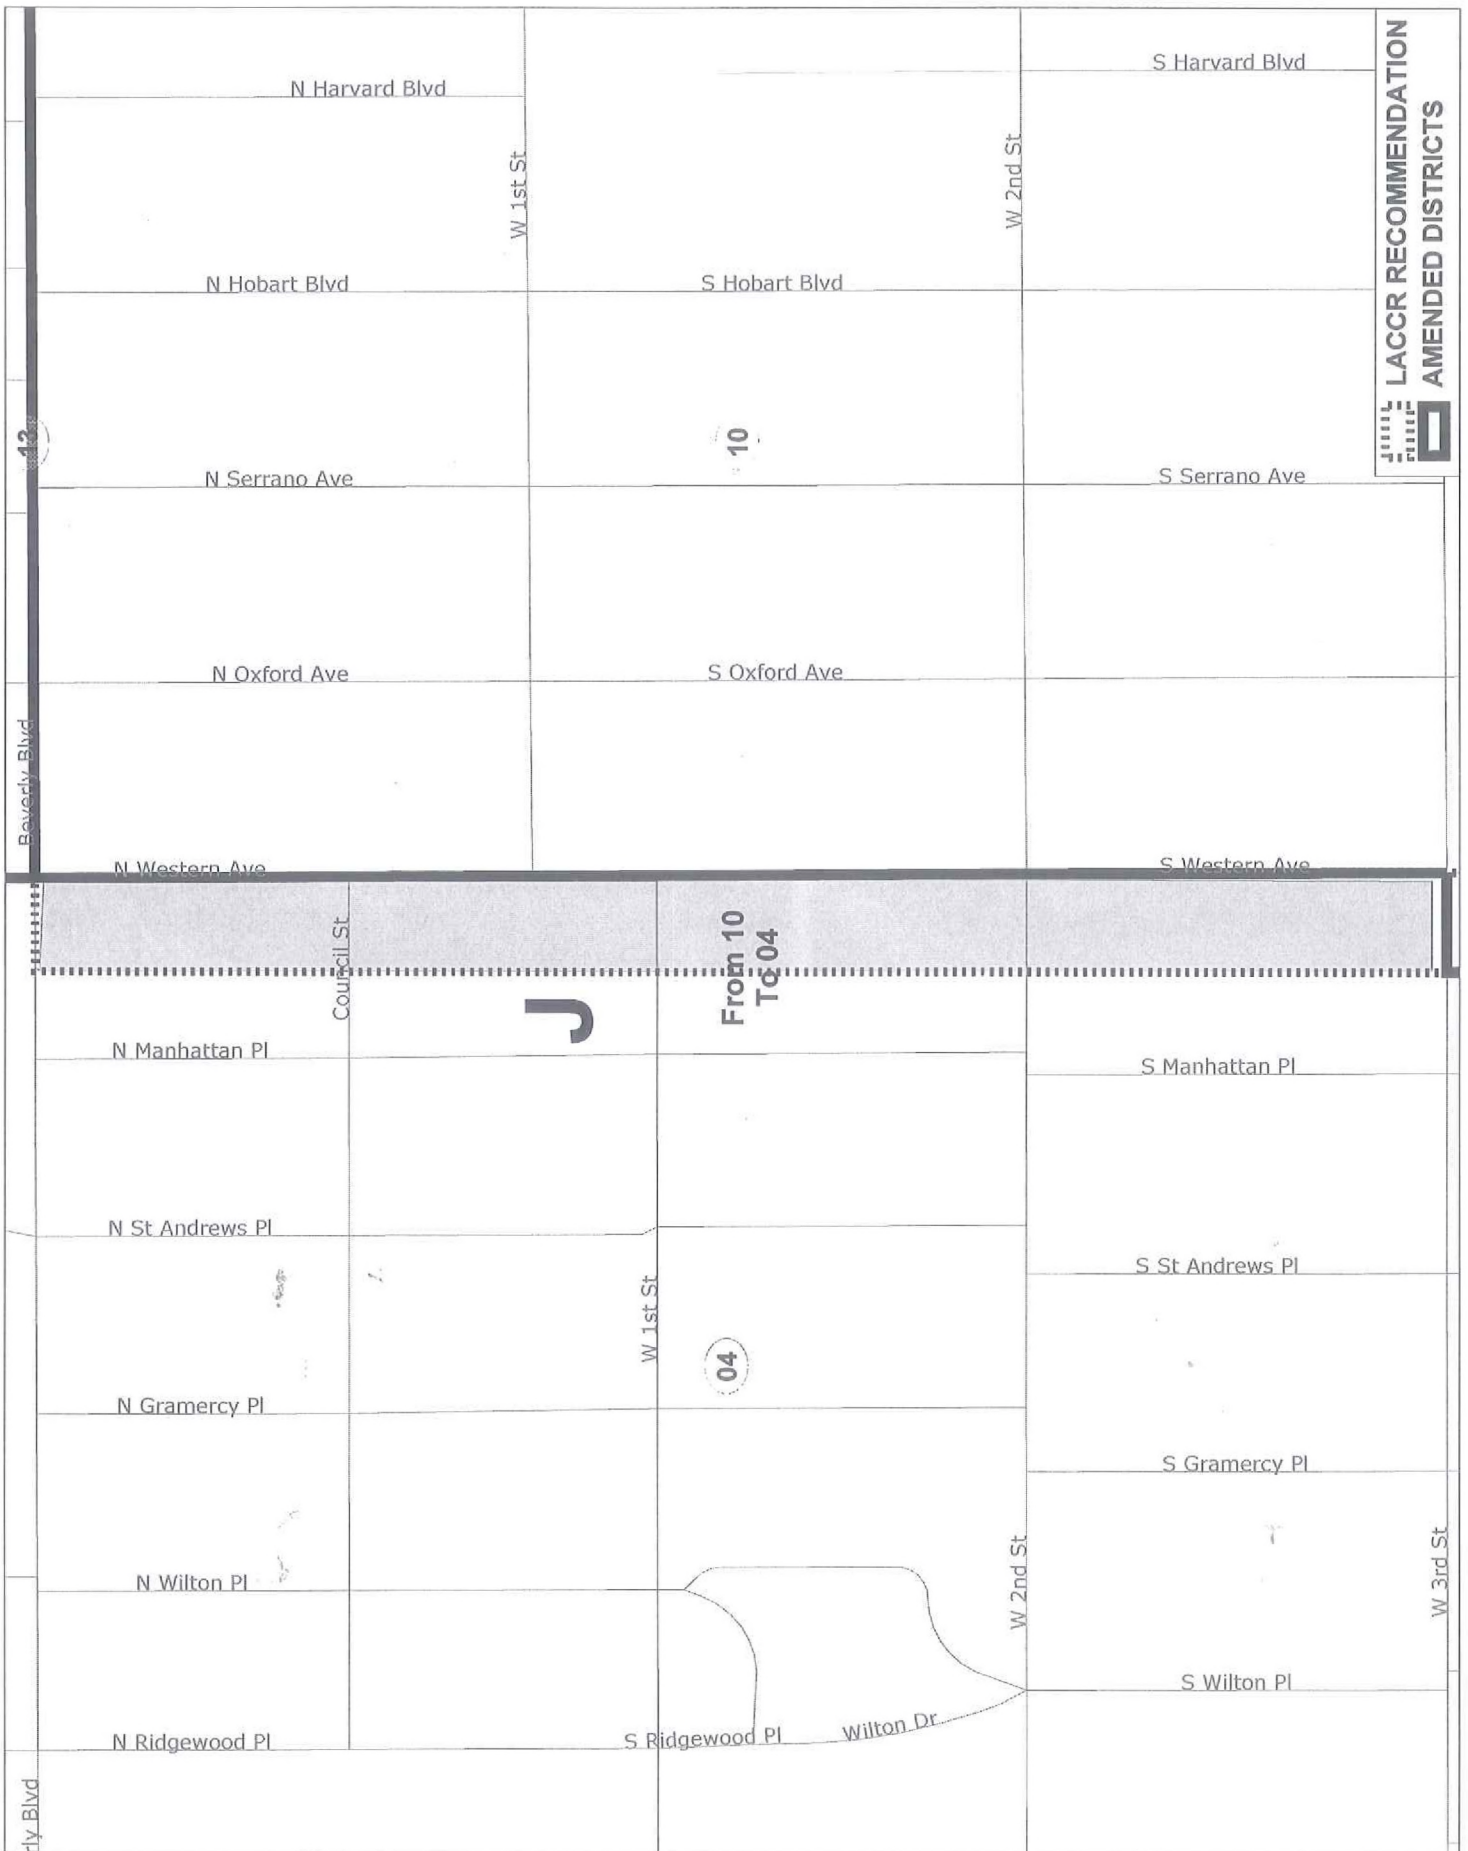 S Harvard Blvd
N Harvard Blvd
LACCR RECOMMENDATION
AMENDED DISTRICTS
W 1st St
W 2nd St
N Hobart Blvd
S Hobart Blvd
13
10
N Serrano Ave
S Serrano Ave
N Oxford Ave
S Oxford Ave
Beverly Blvd
N Western Ave
S Western Ave
Council St
From 10
To 04
J
N Manhattan Pl
S Manhattan Pl
N St Andrews Pl
S St Andrews Pl
W 1st St
04
N Gramercy Pl
S Gramercy Pl
W 2nd St
W 3rd St
N Wilton Pl
S Wilton Pl
Wilton Dr
N Ridgewood Pl
S Ridgewood Pl
rly Blvd